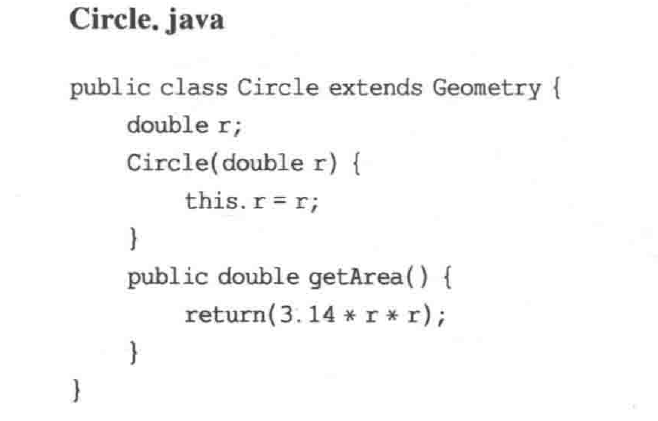 Circle. java
public class Circle extends Geometry {
double r;
Circle(double r) {
this. r = r;
}
public double getArea() {
return(3. 14 * r * r);
}
}